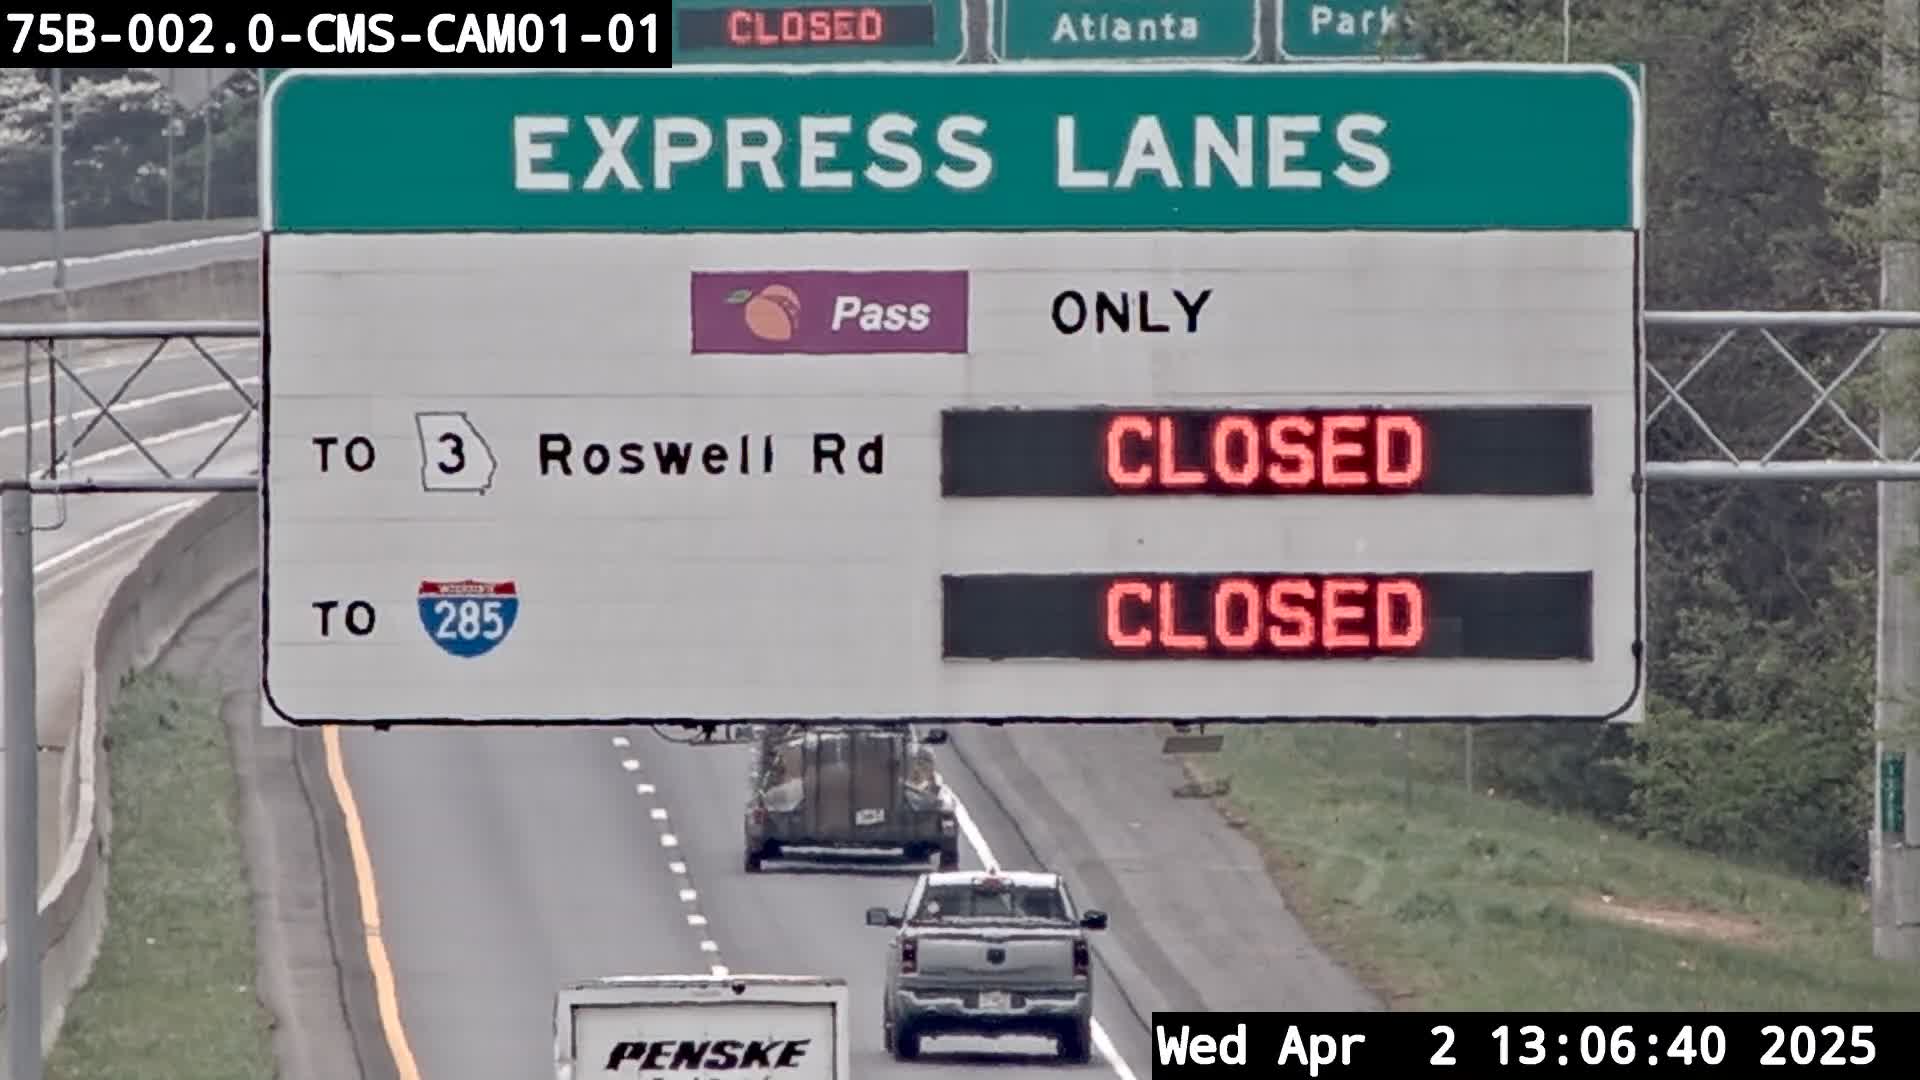 75B-002.0-CMS-CAM01-01
CLOSED
Atlanta
Park
EXPRESS LANES
Pass ONLY
TO 3 Roswell Rd CLOSED
TO 285 CLOSED
PENSKE
Wed Apr 2 13:06:40 2025